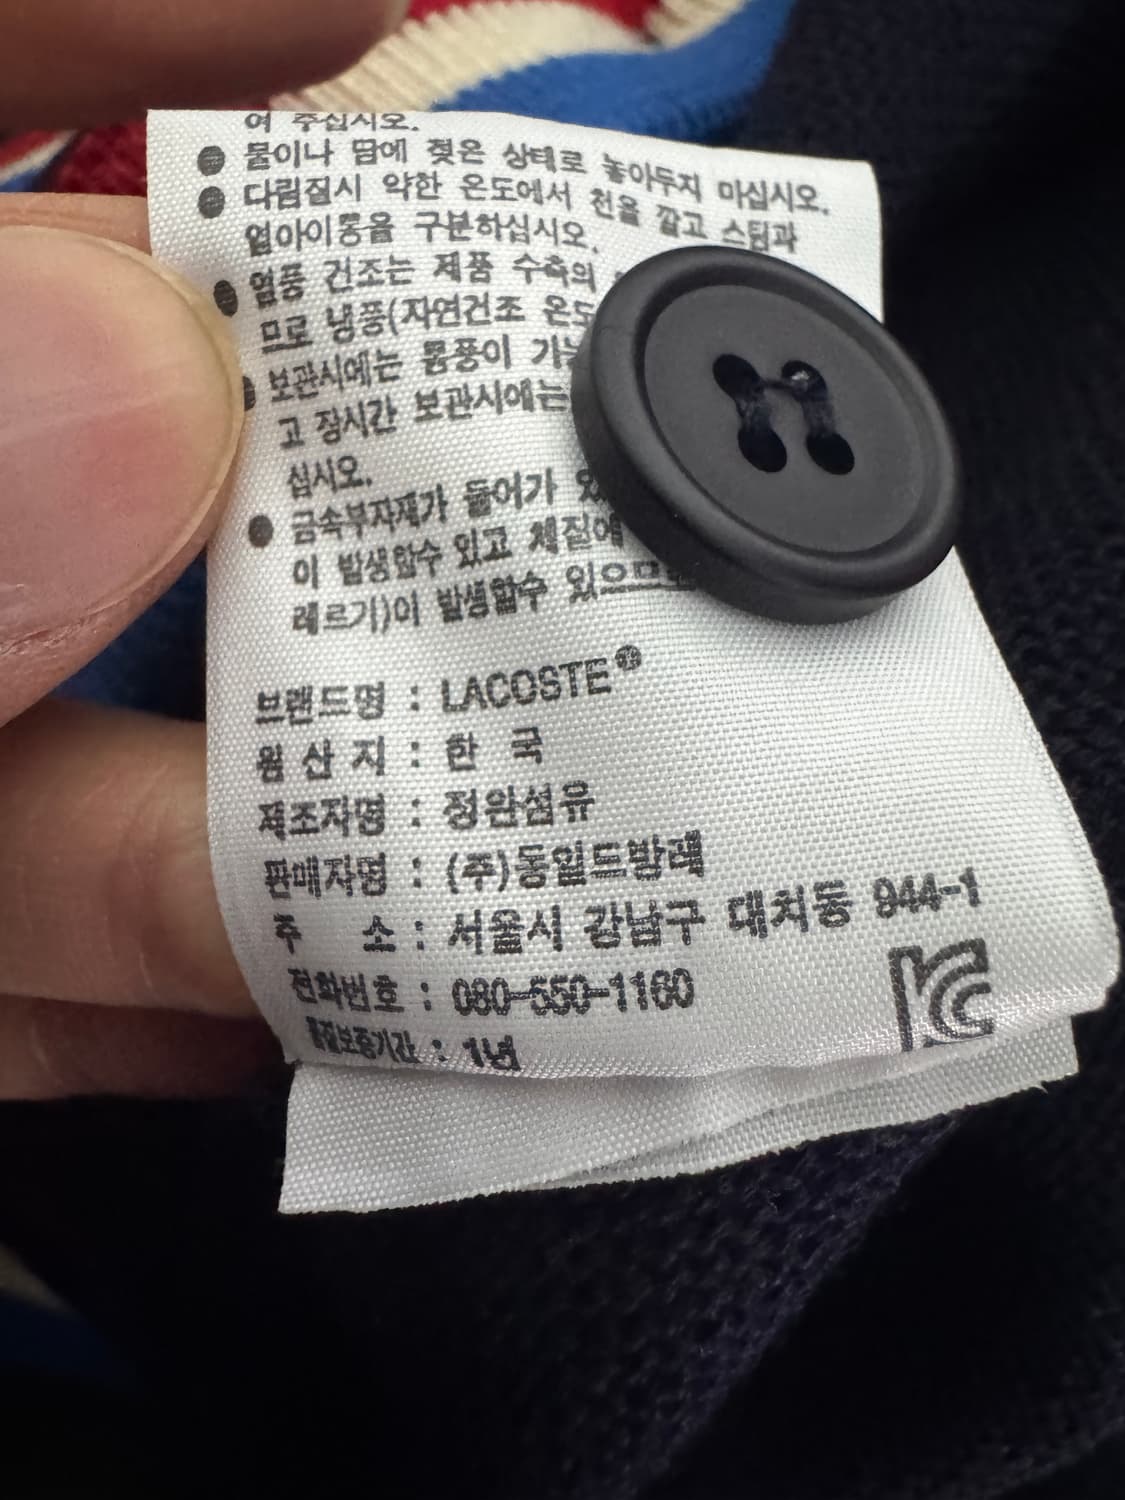 여 주십시오.
● 물이나 땀에 젖은 상태로 놓아두지 마십시오.
● 다림질시 약한 온도에서 천을 깔고 스팀과
옆아이롱을 구분하십시오.
● 열풍 건조는 제품 수축의
므로 냉풍(자연건조 온도
● 보관시에는 통풍이
고 장시간 보관시에는
십시오.
● 금속부자재가 들어가
이 발생할수 있고 체질에
레르기)이 발생할수 있으므로
브랜드명 : LACOSTE®
원 산 지 : 한 국
제조자명 : 정완섬유
판매자명 : (주)동일드방레
주 소 : 서울시 강남구 대치동 944-1
전화번호 : 080-550-1160
품질보증기간 : 1년